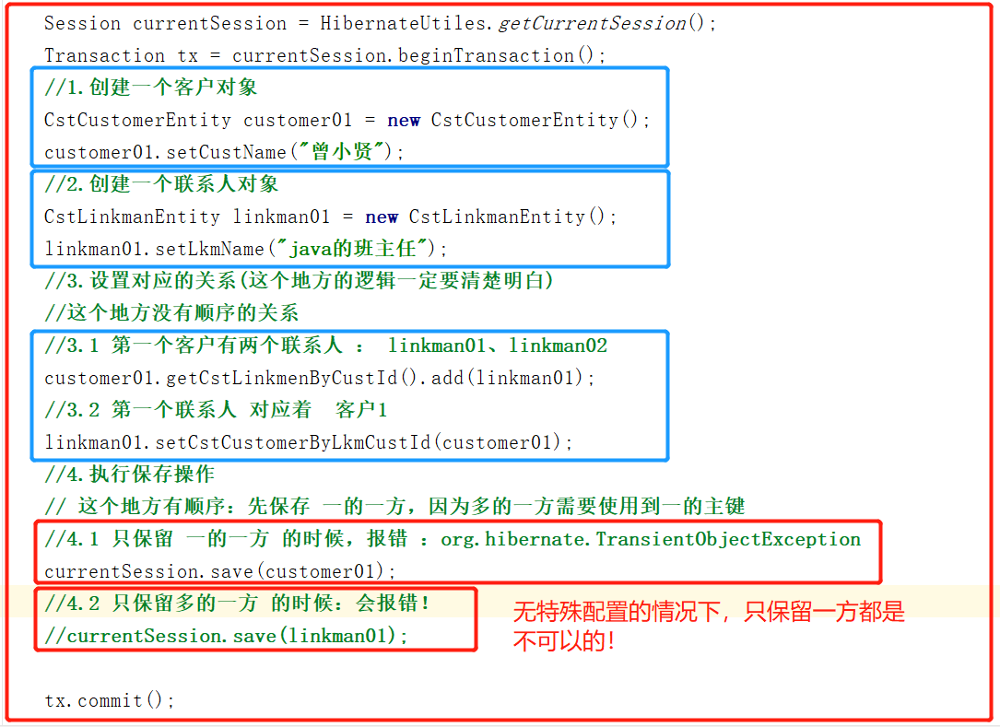 Session currentSession = HibernateUtiles.getCurrentSession();
Transaction tx = currentSession.beginTransaction();
//1.创建一个客户对象
CstCustomerEntity customer01 = new CstCustomerEntity();
customer01.setCustName("曾小贤");
//2.创建一个联系人对象
CstLinkmanEntity linkman01 = new CstLinkmanEntity();
linkman01.setLkmName("java的班主任");
//3.设置对应的关系(这个地方的逻辑一定要清楚明白)
//这个地方没有顺序的关系
//3.1 第一个客户有两个联系人 : linkman01、linkman02
customer01.getCstLinkmenByCustId().add(linkman01);
//3.2 第一个联系人 对应着 客户1
linkman01.setCstCustomerByLkmCustId(customer01);
//4.执行保存操作
// 这个地方有顺序：先保存 一的一方，因为多的一方需要使用到一的主键
//4.1 只保留 一的一方 的时候，报错 ：org.hibernate.TransientObjectException
currentSession.save(customer01);
//4.2 只保留多的一方 的时候：会报错！
//currentSession.save(linkman01);
无特殊配置的情况下，只保留一方都是
不可以的！
tx.commit();